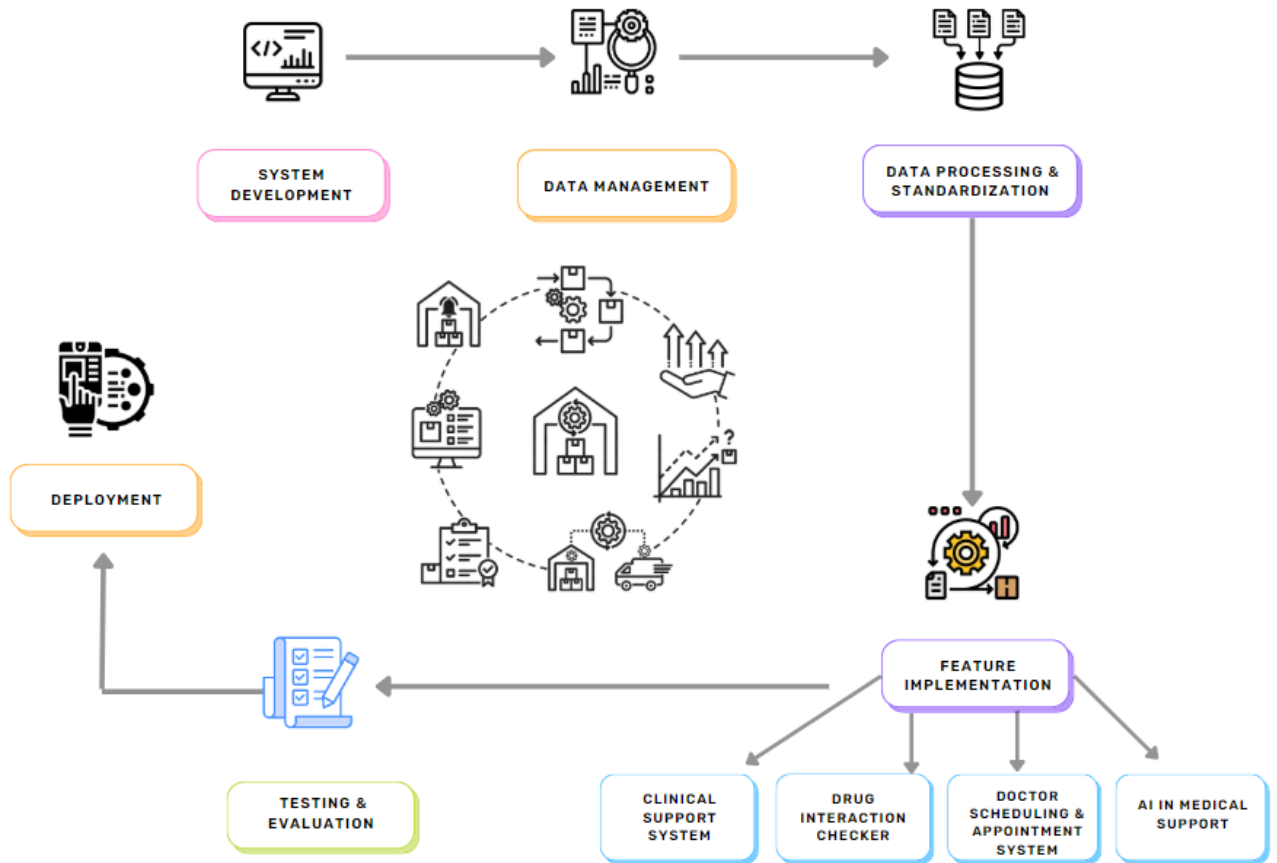 </>
SYSTEM
DEVELOPMENT
DATA MANAGEMENT
DATA PROCESSING &
STANDARDIZATION
?
DEPLOYMENT
FEATURE
IMPLEMENTATION
TESTING &
EVALUATION
CLINICAL
SUPPORT
SYSTEM
DRUG
INTERACTION
CHECKER
DOCTOR
SCHEDULING &
APPOINTMENT
SYSTEM
AI IN MEDICAL
SUPPORT